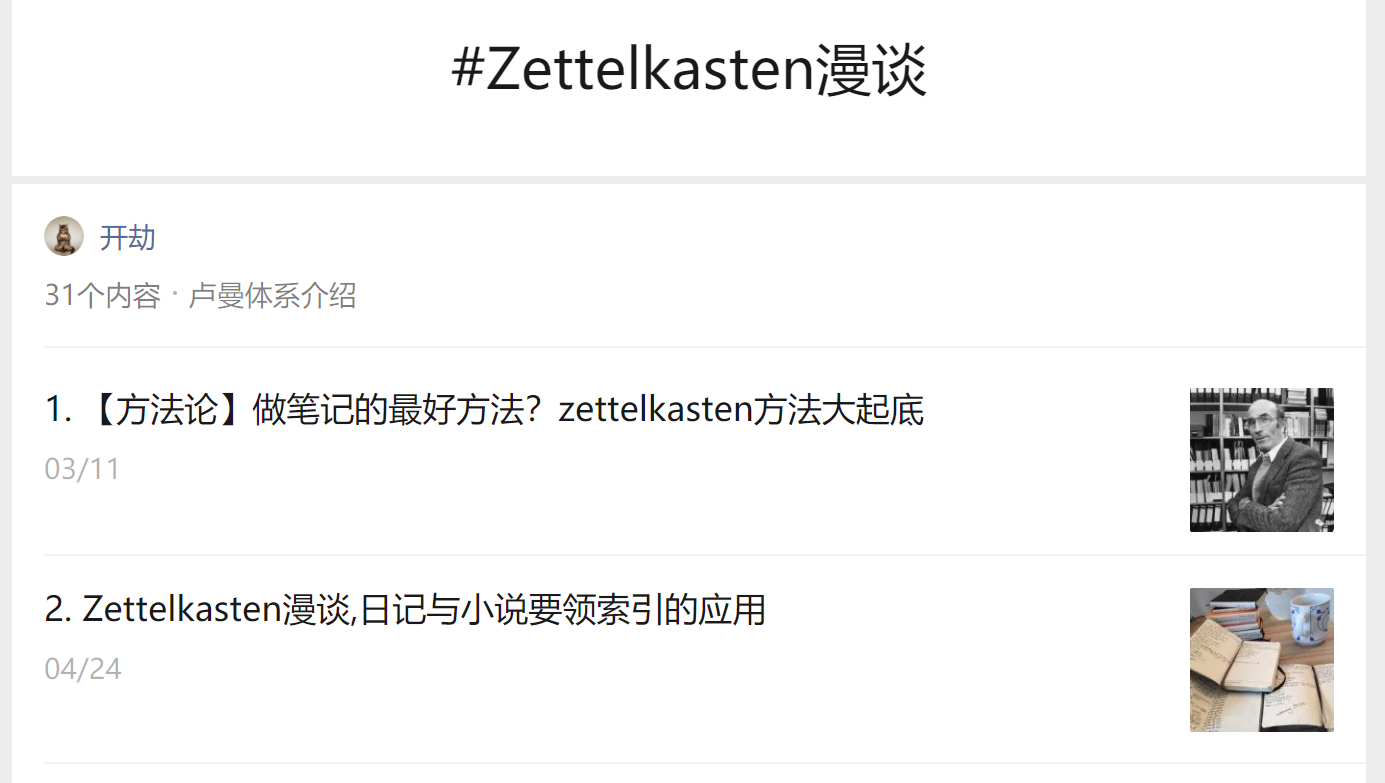 #Zettelkasten漫谈
开劫
31个内容 · 卢曼体系介绍
1. 【方法论】做笔记的最好方法？zettelkasten方法大起底
03/11
2. Zettelkasten漫谈,日记与小说要领索引的应用
04/24